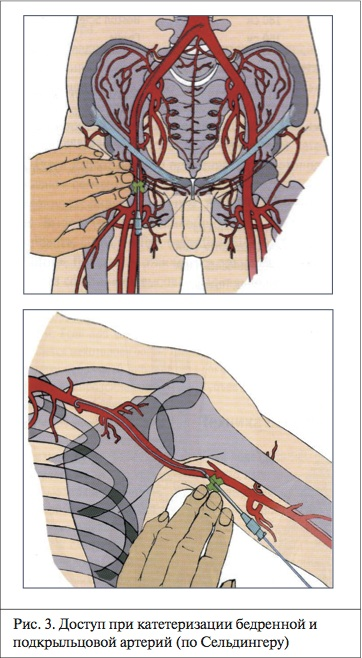 Рис. 3. Доступ при катетеризации бедренной и
подкрыльцовой артерий (по Сельдингеру)